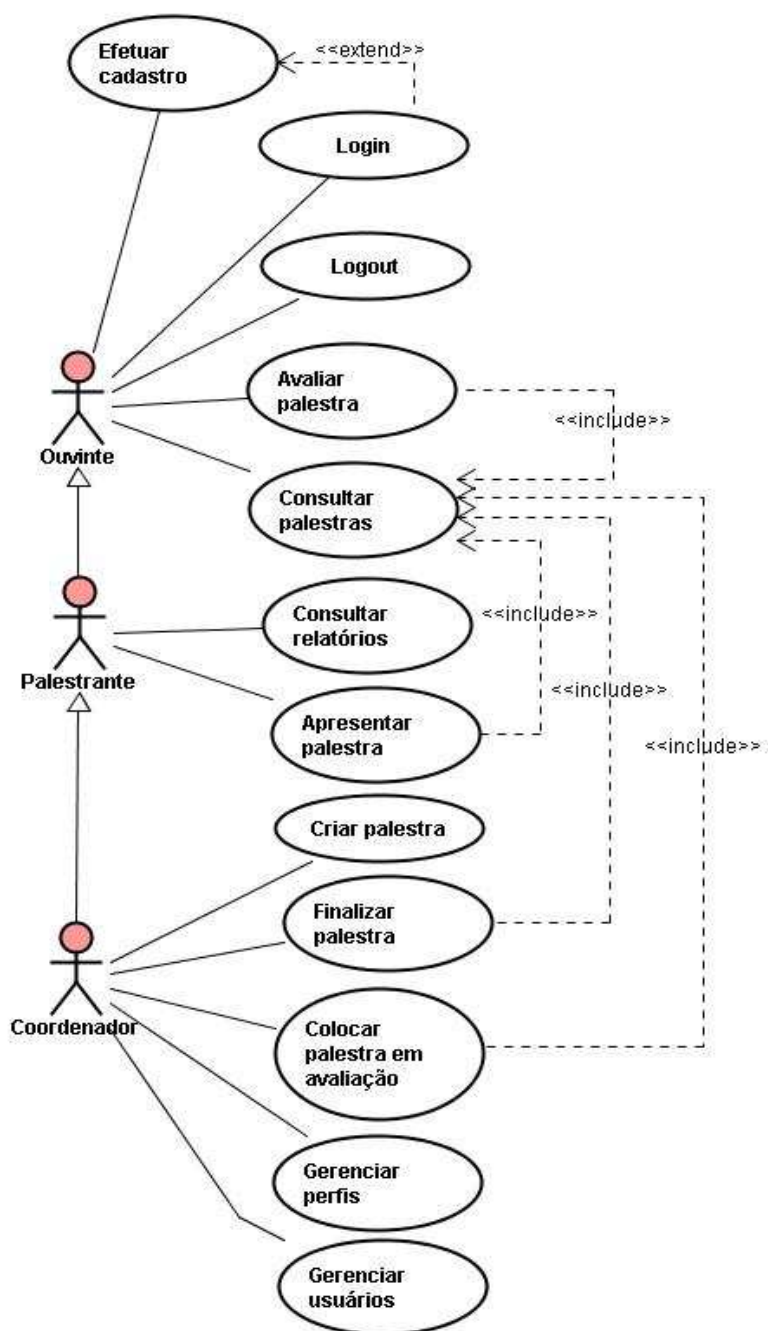 Efetuar
cadastro
<<extend>>
Login
Logout
Avaliar
palestra
<<include>>
Ouvinte
Consultar
palestras
Consultar
relatórios
<<include>>
Palestrante
<<include>>
Apresentar
palestra
<<include>>
Criar palestra
Finalizar
palestra
Coordenador
Colocar
palestra em
avaliação
Gerenciar
perfis
Gerenciar
usuários